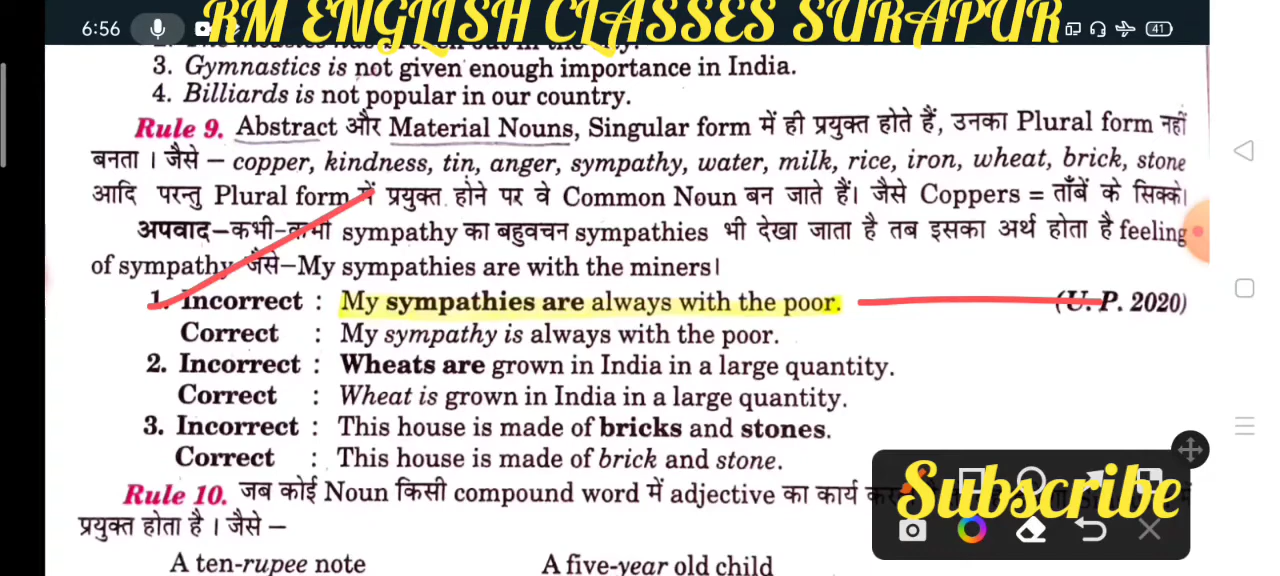 RM ENGLISH CLASSES SURAPUR
6:56
41
3. Gymnastics is not given enough importance in India.
4. Billiards is not popular in our country.
Rule 9. Abstract और Material Nouns, Singular form में ही प्रयुक्त होते हैं, उनका Plural form नहीं
बनता । जैसे – copper, kindness, tin, anger, sympathy, water, milk, rice, iron, wheat, brick, stone
आदि परन्तु Plural form में प्रयुक्त होने पर वे Common Noun बन जाते हैं। जैसे Coppers = ताँबें के सिक्के।
अपवाद–कभी-कभी sympathy का बहुवचन sympathies भी देखा जाता है तब इसका अर्थ होता है feeling
of sympathy जैसे–My sympathies are with the miners।
1. Incorrect : My sympathies are always with the poor. (U.P. 2020)
Correct : My sympathy is always with the poor.
2. Incorrect : Wheats are grown in India in a large quantity.
Correct : Wheat is grown in India in a large quantity.
3. Incorrect : This house is made of bricks and stones.
Correct : This house is made of brick and stone.
Rule 10. जब कोई Noun किसी compound word में adjective का कार्य
प्रयुक्त होता है । जैसे –
A ten-rupee note A five-year old child
Subscribe